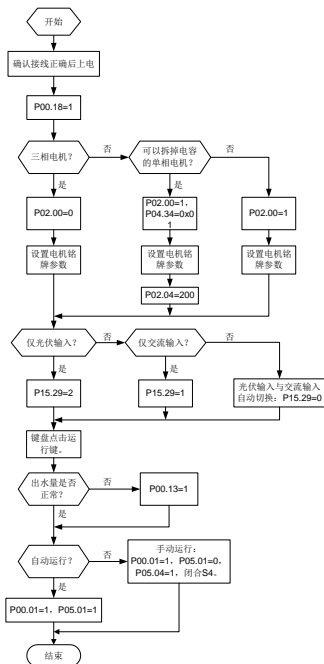 开始
确认接线正确后上电
P00.18=1
三相电机？
否
可以拆掉电容
的单相电机？
否
是
是
P02.00=0
P02.00=1，
P04.34=0x0
1
P02.00=1
设置电机铭
牌参数
设置电机铭
牌参数
设置电机铭
牌参数
P02.04=200
仅光伏输入？
否
仅交流输入？
否
是
是
P15.29=2
P15.29=1
光伏输入与交流输入
自动切换：P15.29=0
键盘点击运
行键。
出水量是否
正常？
否
P00.13=1
是
自动运行？
否
手动运行：
P00.01=1，P05.01=0，
P05.04=1，闭合S4。
是
P00.01=1，P05.01=1
结束